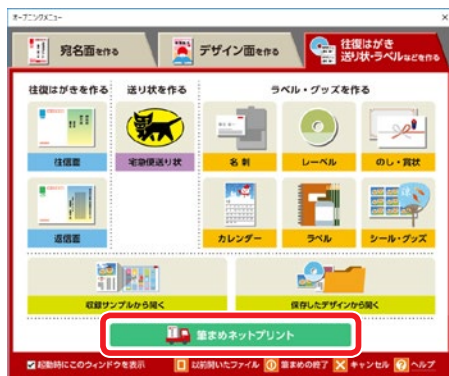 オープニングメニュー
宛名面を作る
デザイン面を作る
往復はがき
送り状・ラベルなどを作る
往復はがきを作る 送り状を作る ラベル・グッズを作る
往信面 宅急便送り状 名刺 レーベル のし・賞状
返信面 カレンダー ラベル シール・グッズ
収録サンプルから開く 保存したデザインから開く
筆まめネットプリント
起動時にこのウィンドウを表示 以前開いたファイル 筆まめの終了 キャンセル ヘルプ